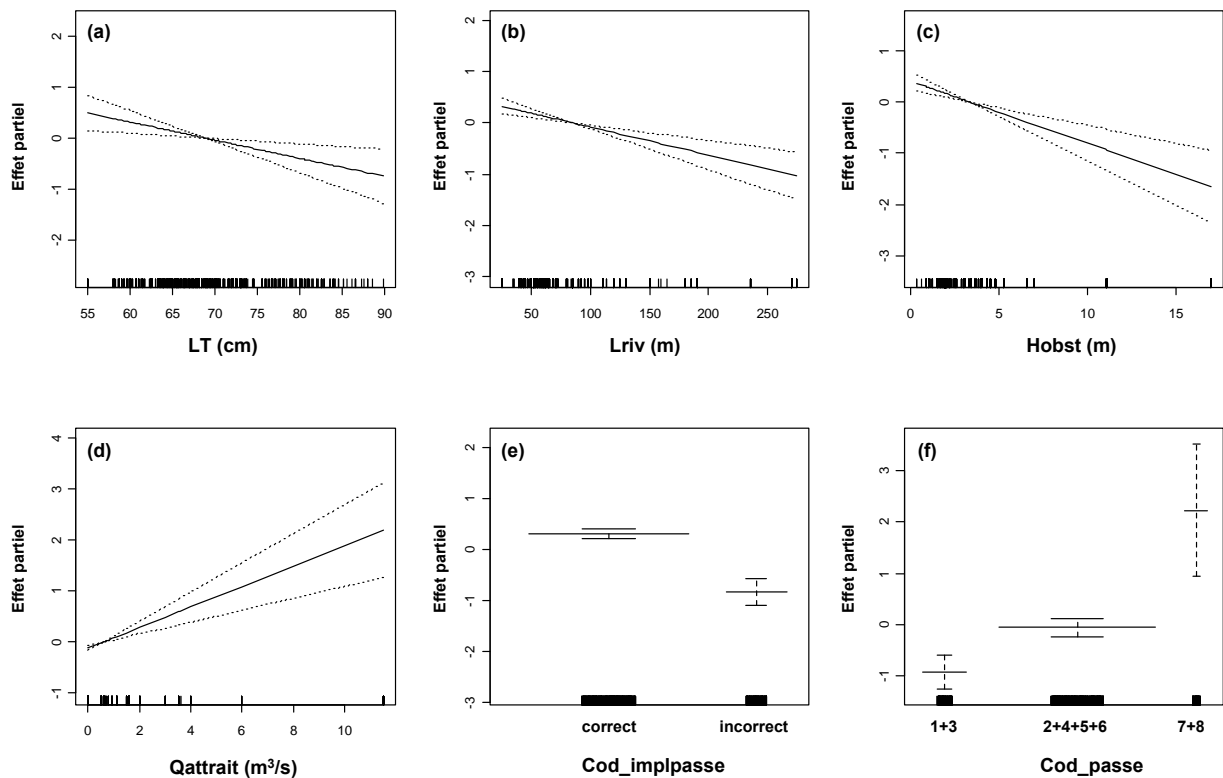 (a)
Effet partiel
2
1
0
-1
-2
55 60 65 70 75 80 85 90
LT (cm)
(b)
Effet partiel
2
1
0
-1
-2
-3
50 100 150 200 250
Lriv (m)
(c)
Effet partiel
1
0
-1
-2
-3
0 5 10 15
Hobst (m)
(d)
Effet partiel
4
3
2
1
0
-1
0 2 4 6 8 10
Qattrait (m³/s)
(e)
Effet partiel
2
1
0
-1
-2
-3
correct incorrect
Cod_implpasse
(f)
Effet partiel
3
2
1
0
-1
1+3 2+4+5+6 7+8
Cod_passe